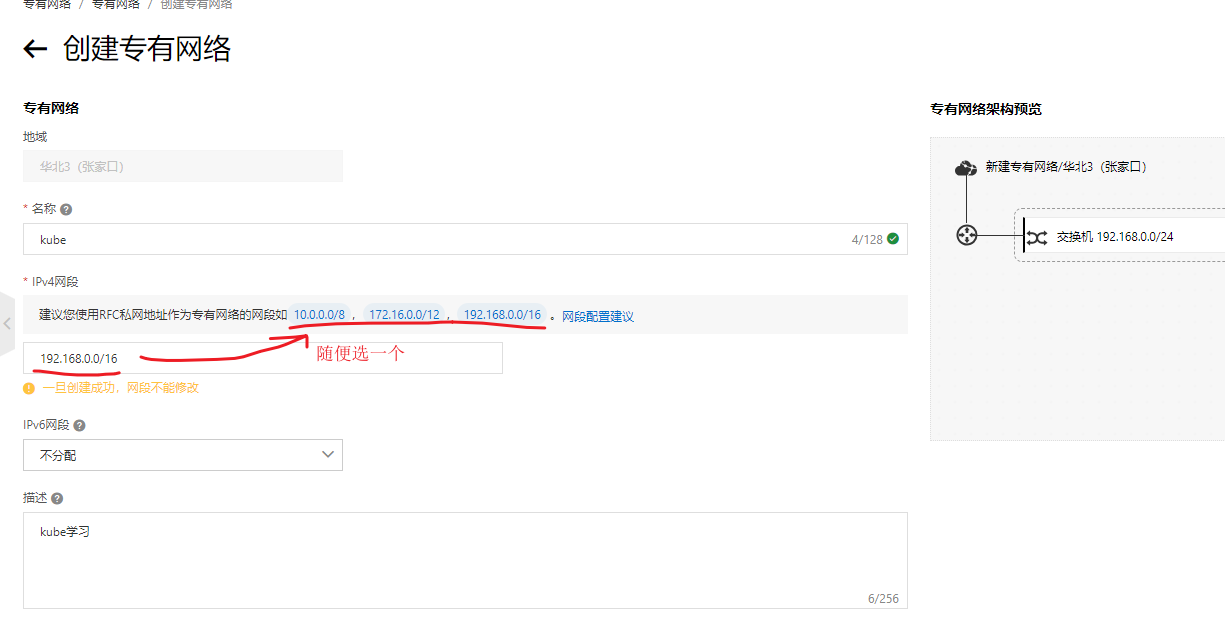 专有网络 / 专有网络 / 创建专有网络
创建专有网络
专有网络
地域
华北3（张家口）
* 名称
kube
4/128
* IPv4网段
建议您使用RFC私网地址作为专有网络的网段如 10.0.0.0/8 ， 172.16.0.0/12 ， 192.168.0.0/16 。 网段配置建议
192.168.0.0/16
随便选一个
一旦创建成功，网段不能修改
IPv6网段
不分配
描述
kube学习
6/256
专有网络架构预览
新建专有网络/华北3（张家口）
交换机 192.168.0.0/24